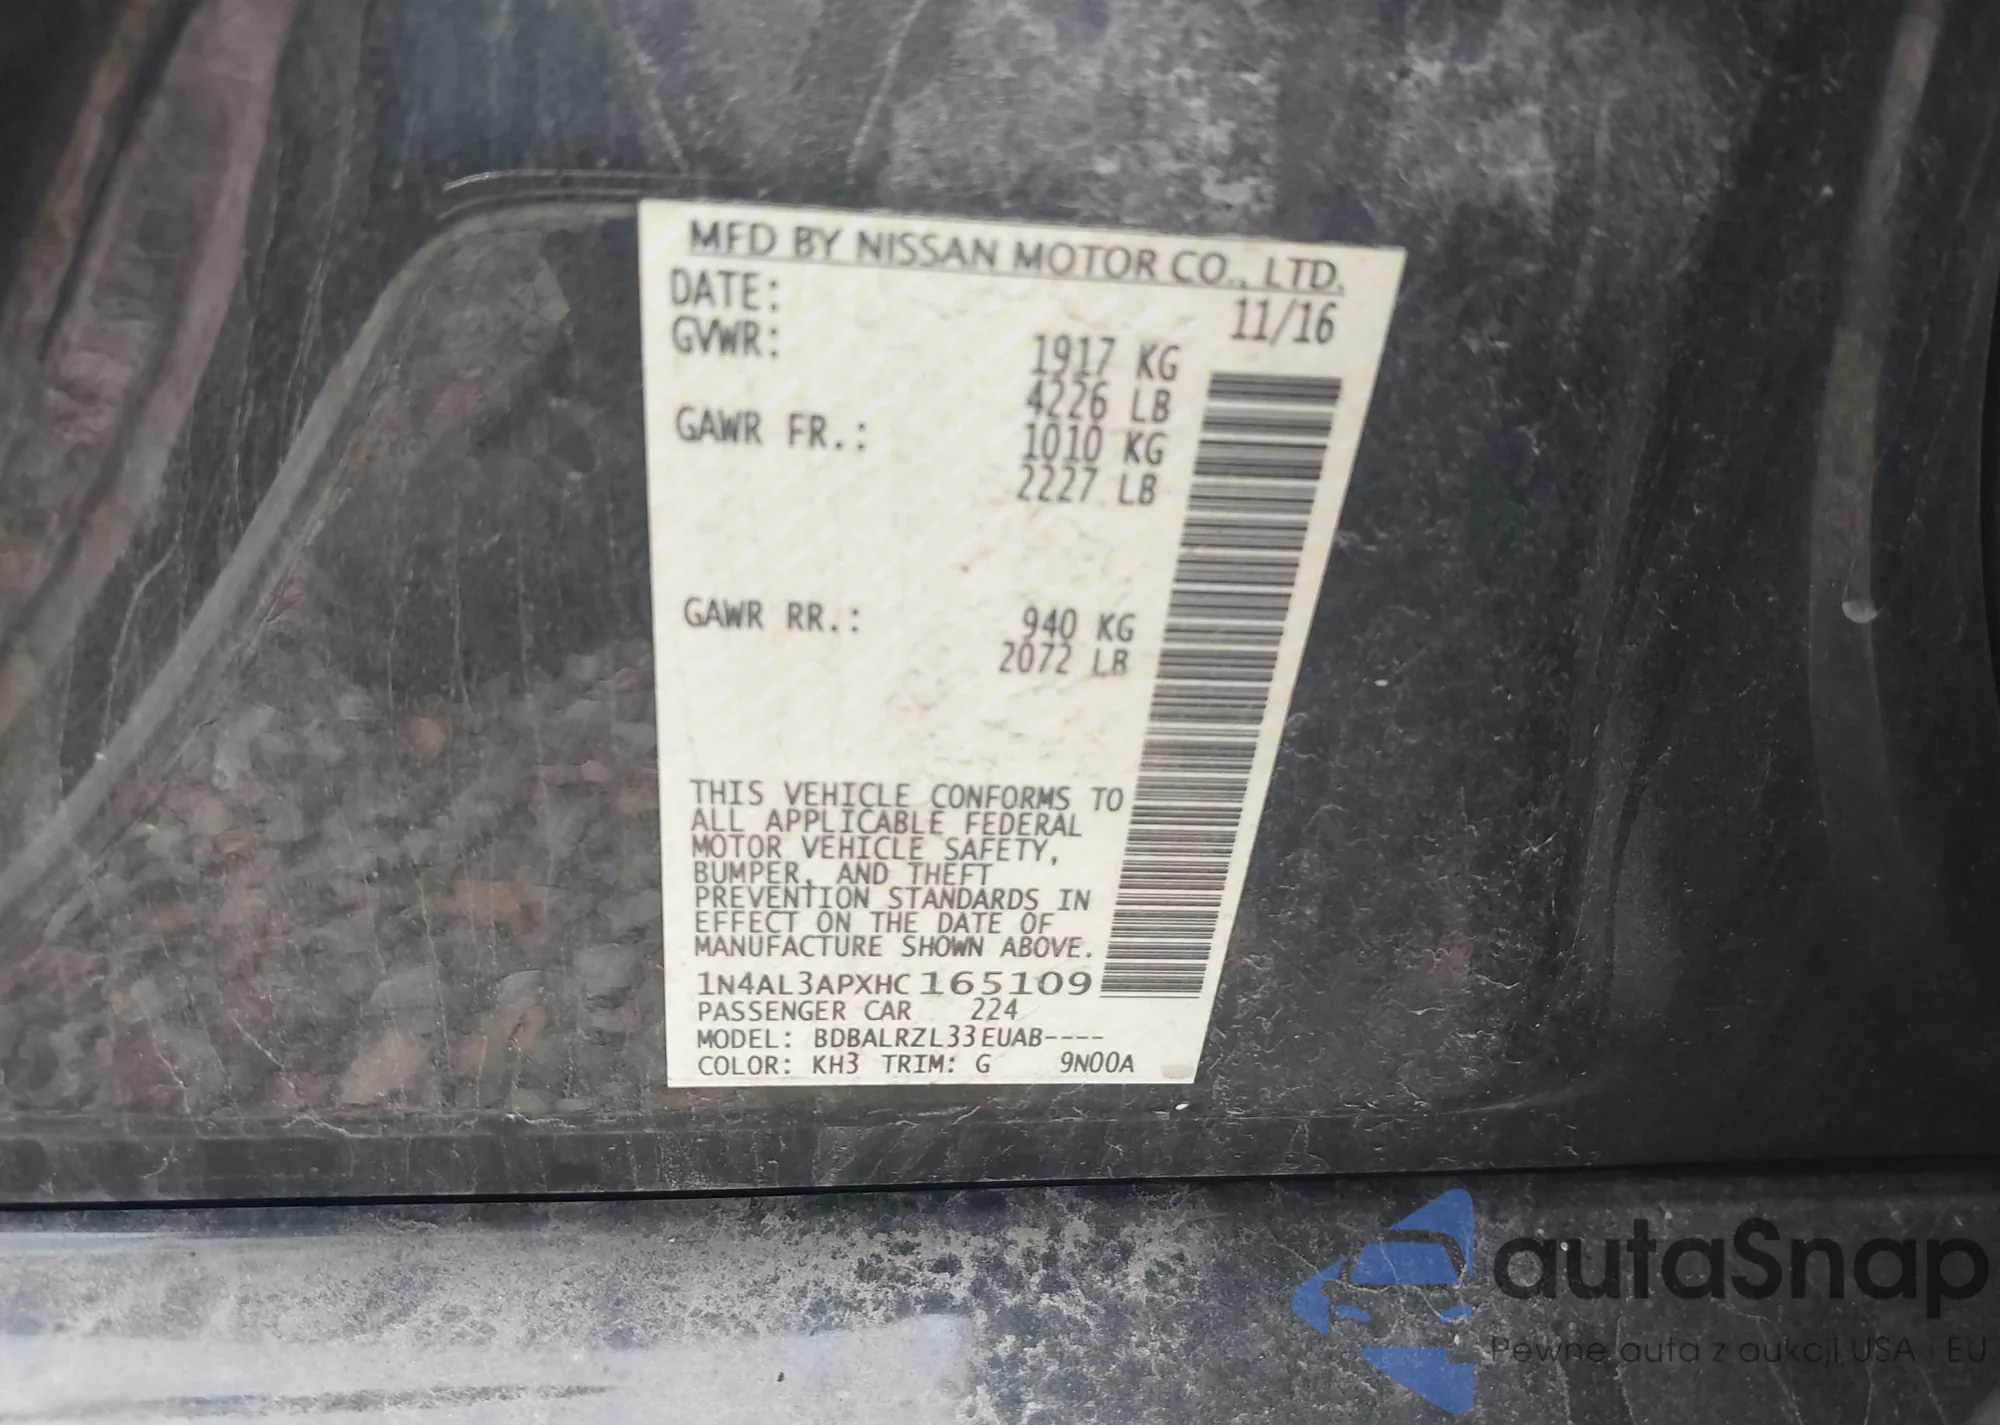 MFD BY NISSAN MOTOR CO., LTD.
DATE: 11/16
GVWR: 1917 KG
4226 LB
GAWR FR.: 1010 KG
2227 LB
GAWR RR.: 940 KG
2072 LB
THIS VEHICLE CONFORMS TO
ALL APPLICABLE FEDERAL
MOTOR VEHICLE SAFETY,
BUMPER, AND THEFT
PREVENTION STANDARDS IN
EFFECT ON THE DATE OF
MANUFACTURE SHOWN ABOVE.
1N4AL3APXHC165109
PASSENGER CAR 224
MODEL: BDBALRZL33EUAB----
COLOR: KH3 TRIM: G 9N00A
autaSnap
Pewne auta z aukcji USA i EU